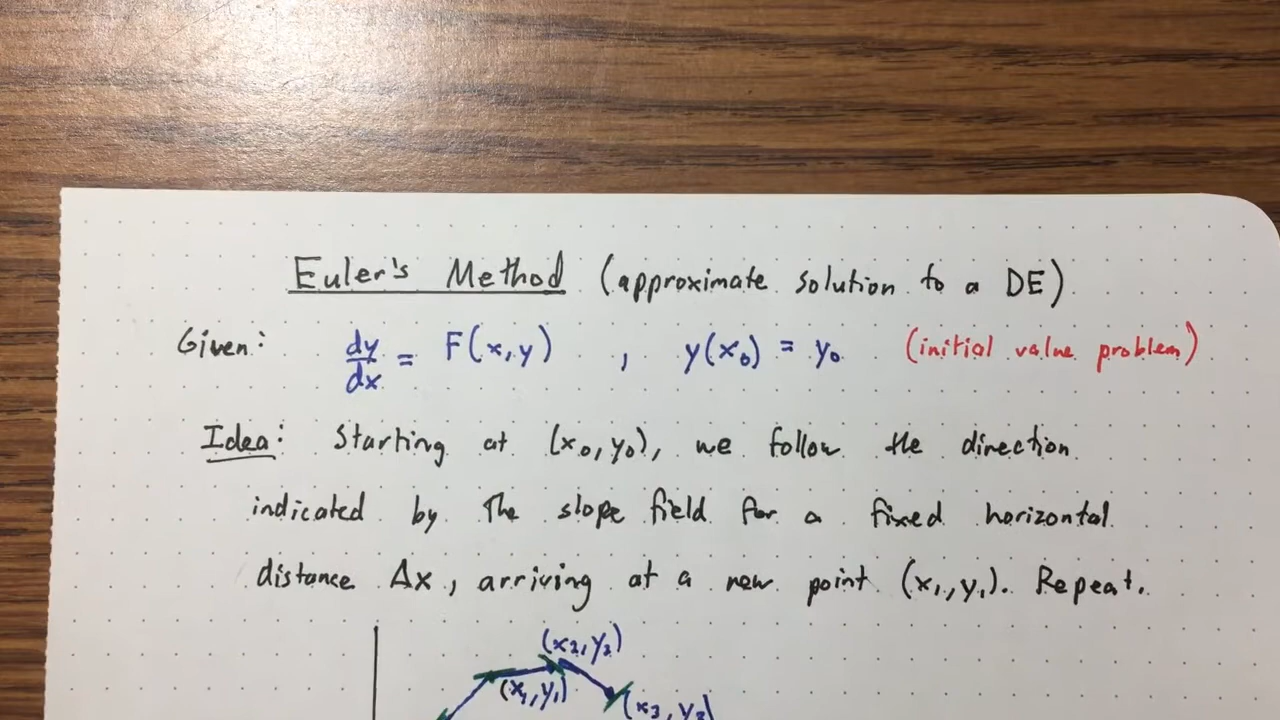 Euler's Method (approximate solution to a DE)
Given: dy/dx = F(x,y) , y(x₀) = y₀ (initial value problem)
Idea: Starting at (x₀,y₀), we follow the direction
indicated by the slope field for a fixed horizontal
distance Δx, arriving at a new point (x₁,y₁). Repeat.
(x₂,y₂)
(x₁,y₁)
(x₃,y₃)